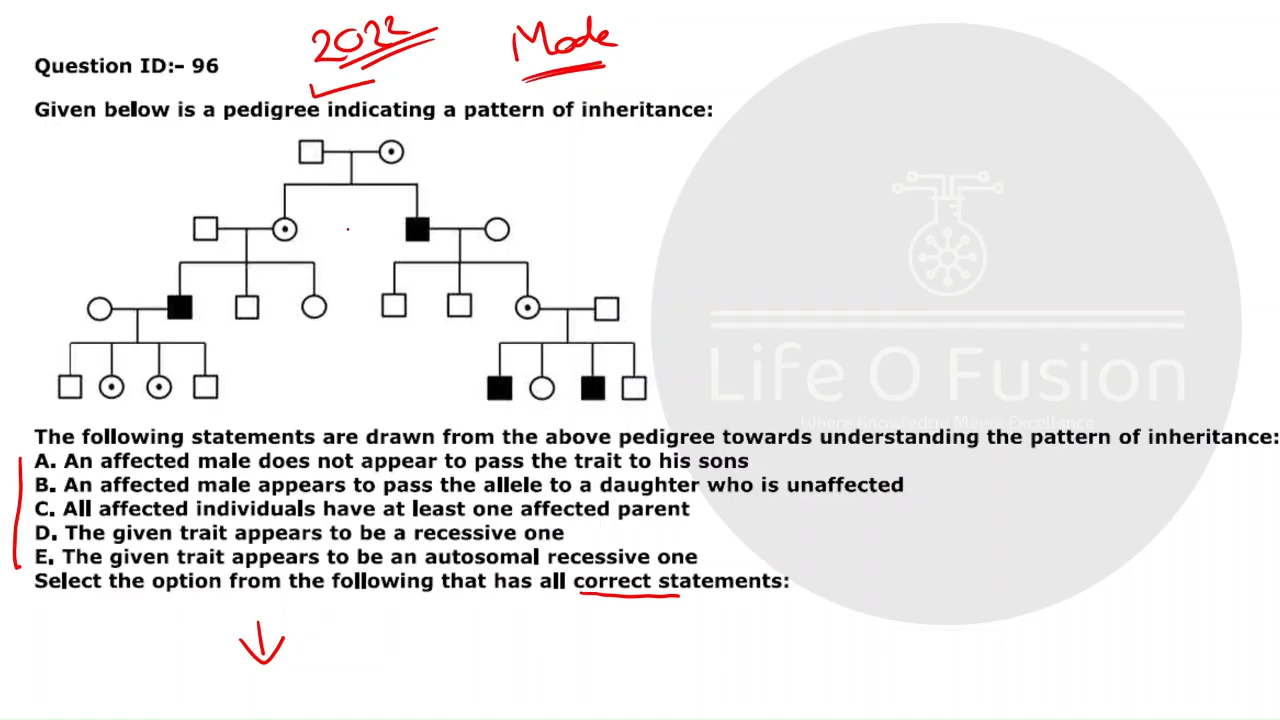 2022
Mode
Question ID:- 96
Given below is a pedigree indicating a pattern of inheritance:
Life O Fusion
Where Knowledge Meets Excellence
The following statements are drawn from the above pedigree towards understanding the pattern of inheritance:
A. An affected male does not appear to pass the trait to his sons
B. An affected male appears to pass the allele to a daughter who is unaffected
C. All affected individuals have at least one affected parent
D. The given trait appears to be a recessive one
E. The given trait appears to be an autosomal recessive one
Select the option from the following that has all correct statements: